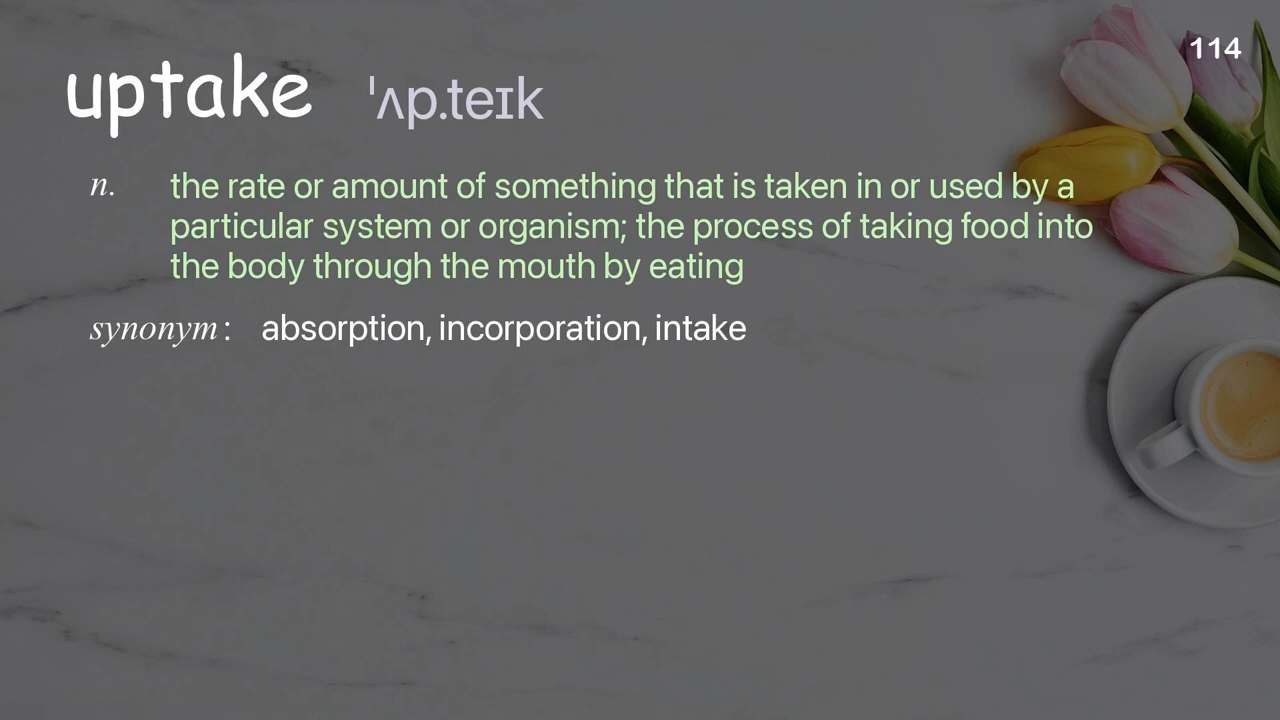 114
uptake ˈʌp.teɪk
n. the rate or amount of something that is taken in or used by a
particular system or organism; the process of taking food into
the body through the mouth by eating
synonym: absorption, incorporation, intake